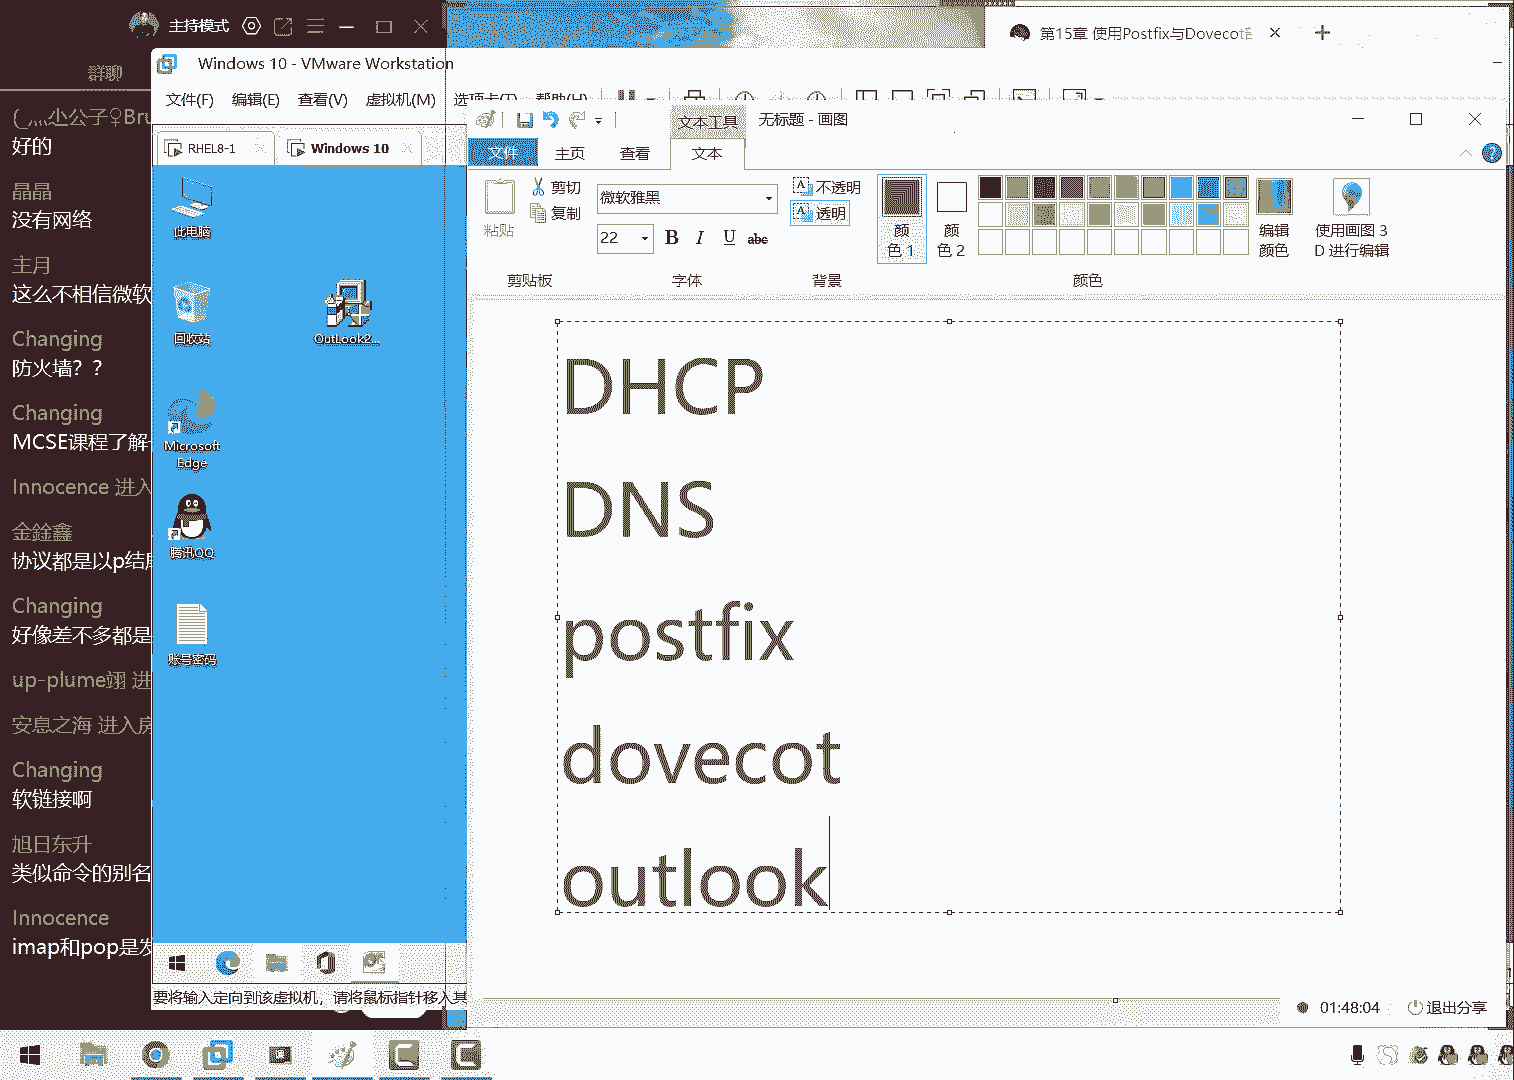 主持模式
群聊
好的
晶晶
没有网络
主月
这么不相信微软
Changing
防火墙？？
Changing
MCSE课程了解
Innocence 进入
金銓鑫
协议都是以p结尾
Changing
好像差不多都是
up-plume翊 进
安息之海 进入房
Changing
软链接啊
旭日东升
类似命令的别名
Innocence
imap和pop是发
第15章 使用Postfix与Dovecot
Windows 10 - VMware Workstation
文件(F) 编辑(E) 查看(V) 虚拟机(M) 选项卡(T) 帮助(H)
RHEL8-1
Windows 10
此电脑
回收站
OutLook2...
Microsoft
Edge
腾讯QQ
账号密码
要将输入定向到该虚拟机，请将鼠标指针移入其
文本工具
无标题 - 画图
文件 主页 查看 文本
粘贴
剪切
复制
剪贴板
微软雅黑
22
B I U abc
字体
不透明
透明
背景
颜
色 1
颜
色 2
编辑
颜色
颜色
使用画图 3
D 进行编辑
DHCP
DNS
postfix
dovecot
outlook
01:48:04
退出分享